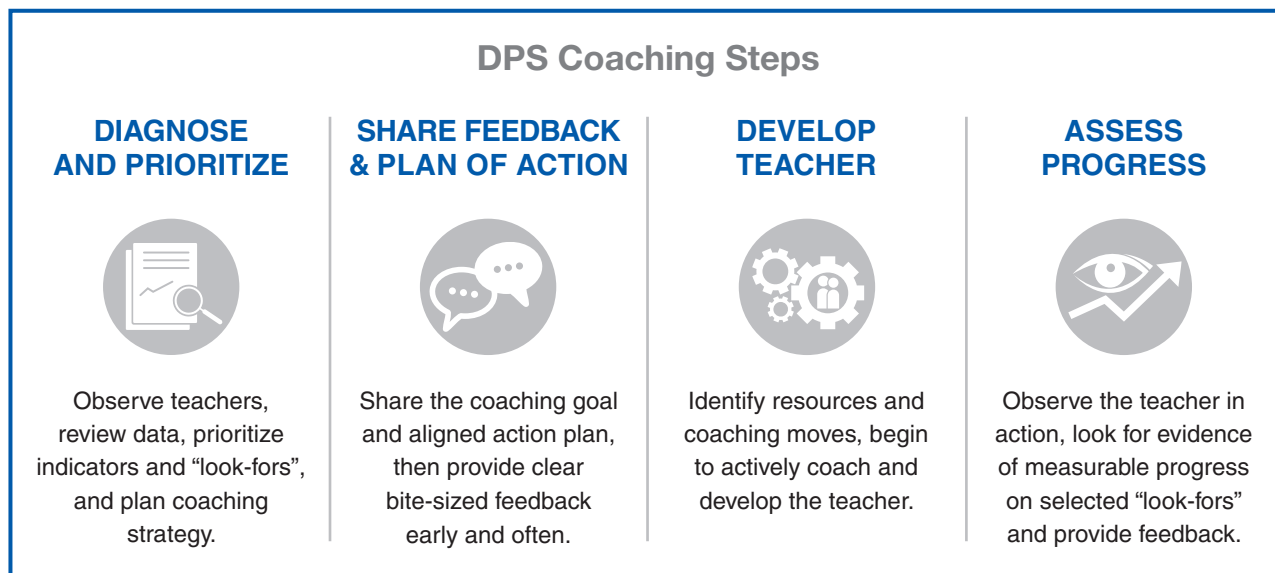 DPS Coaching Steps
DIAGNOSE
AND PRIORITIZE
Observe teachers,
review data, prioritize
indicators and “look-fors”,
and plan coaching
strategy.
SHARE FEEDBACK
& PLAN OF ACTION
Share the coaching goal
and aligned action plan,
then provide clear
bite-sized feedback
early and often.
DEVELOP
TEACHER
Identify resources and
coaching moves, begin
to actively coach and
develop the teacher.
ASSESS
PROGRESS
Observe the teacher in
action, look for evidence
of measurable progress
on selected “look-fors”
and provide feedback.